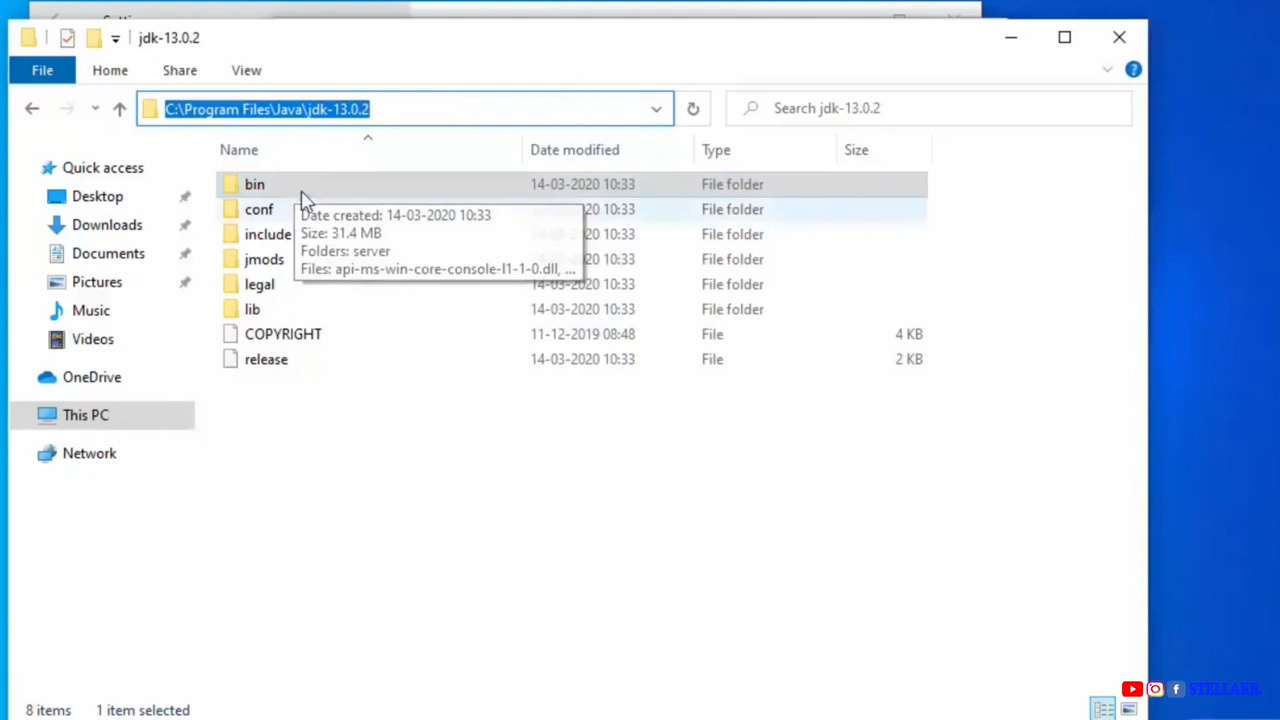 jdk-13.0.2
File Home Share View
C:\Program Files\Java\jdk-13.0.2
Search jdk-13.0.2
Name Date modified Type Size
Quick access
Desktop
Downloads
Documents
Pictures
Music
Videos
OneDrive
This PC
Network
bin 14-03-2020 10:33 File folder
conf 14-03-2020 10:33 File folder
include File folder
jmods File folder
legal 14-03-2020 10:33 File folder
lib 14-03-2020 10:33 File folder
COPYRIGHT 11-12-2019 08:48 File 4 KB
release 14-03-2020 10:33 File 2 KB
Date created: 14-03-2020 10:33
Size: 31.4 MB
Folders: server
Files: api-ms-win-core-console-l1-1-0.dll, ...
8 items 1 item selected
STELLARR.